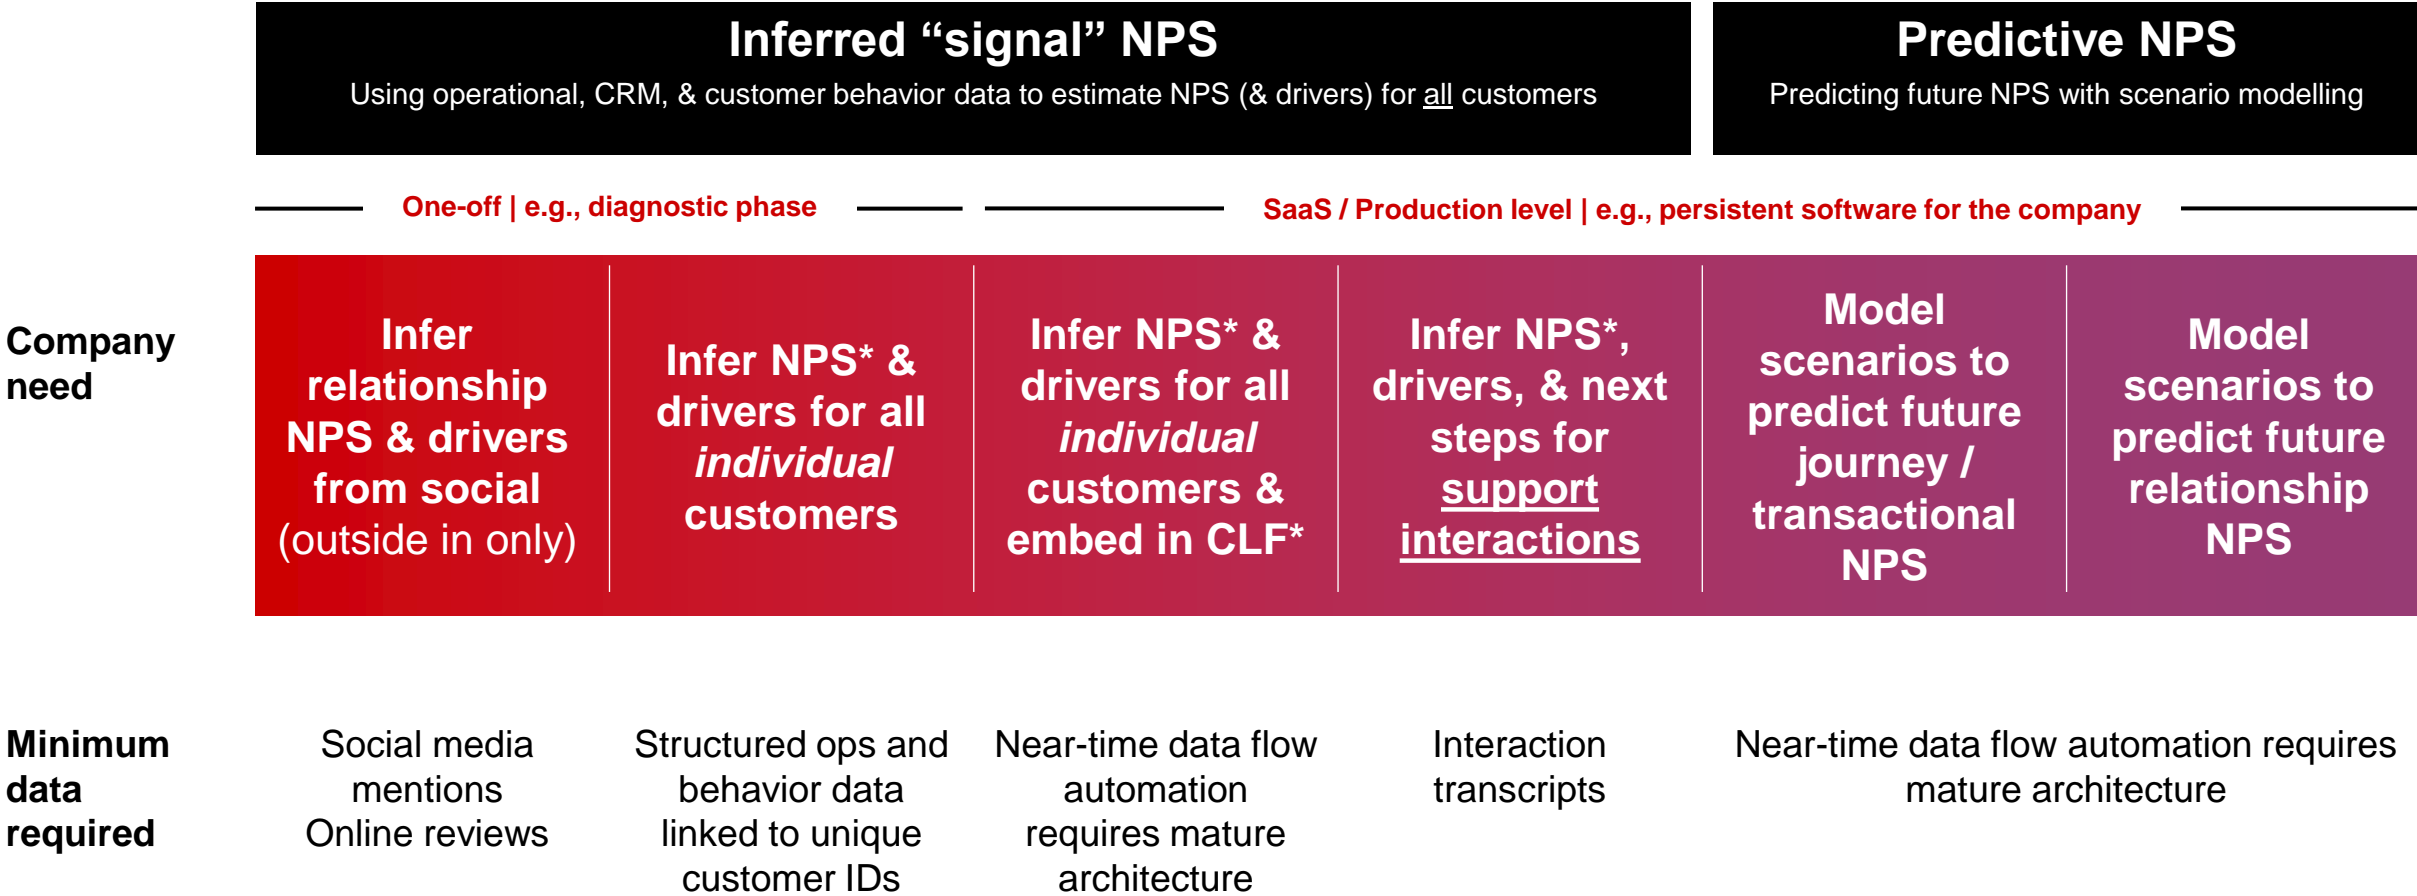 Inferred “signal” NPS
Using operational, CRM, & customer behavior data to estimate NPS (& drivers) for all customers
Predictive NPS
Predicting future NPS with scenario modelling
One-off | e.g., diagnostic phase
SaaS / Production level | e.g., persistent software for the company
Company
need
Infer
relationship
NPS & drivers
from social
(outside in only)
Infer NPS* &
drivers for all
individual
customers
Infer NPS* &
drivers for all
individual
customers &
embed in CLF*
Infer NPS*,
drivers, & next
steps for
support
interactions
Model
scenarios to
predict future
journey /
transactional
NPS
Model
scenarios to
predict future
relationship
NPS
Minimum
data
required
Social media
mentions
Online reviews
Structured ops and
behavior data
linked to unique
customer IDs
Near-time data flow
automation
requires mature
architecture
Interaction
transcripts
Near-time data flow automation requires
mature architecture